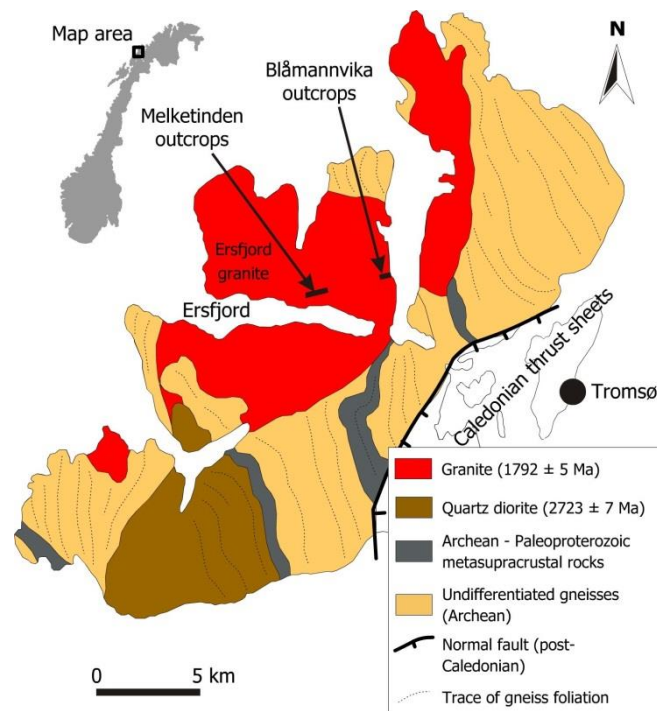 Map area
N
Blåmannvika
outcrops
Melketinden
outcrops
Ersfjord
granite
Ersfjord
Caledonian thrust sheets
Tromsø
Granite (1792 ± 5 Ma)
Quartz diorite (2723 ± 7 Ma)
Archean - Paleoproterozoic
metasupracrustal rocks
Undifferentiated gneisses
(Archean)
Normal fault (post-
Caledonian)
Trace of gneiss foliation
0 5 km